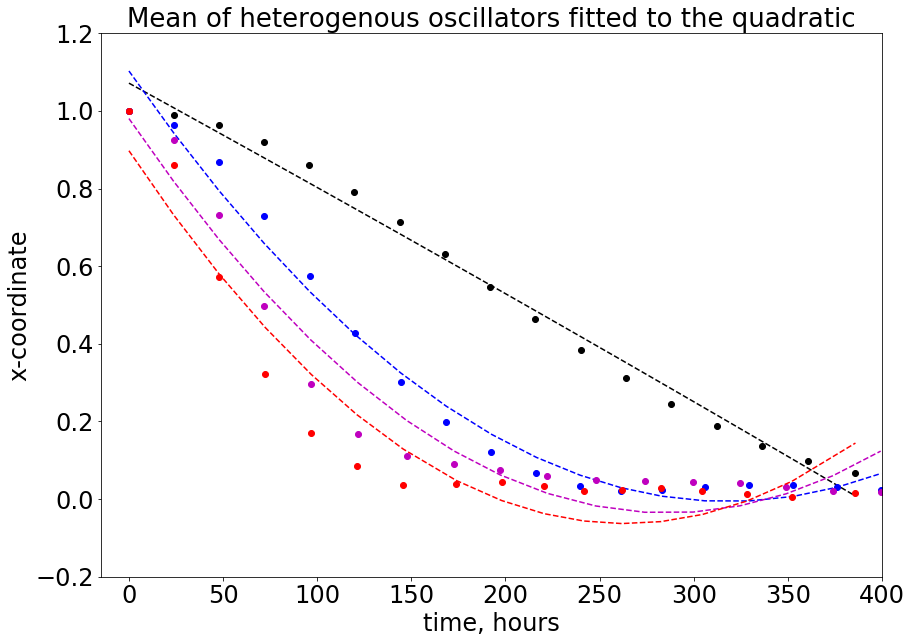 Mean of heterogenous oscillators fitted to the quadratic
1.2
1.0
0.8
0.6
0.4
0.2
0.0
−0.2
x-coordinate
0 50 100 150 200 250 300 350 400
time, hours